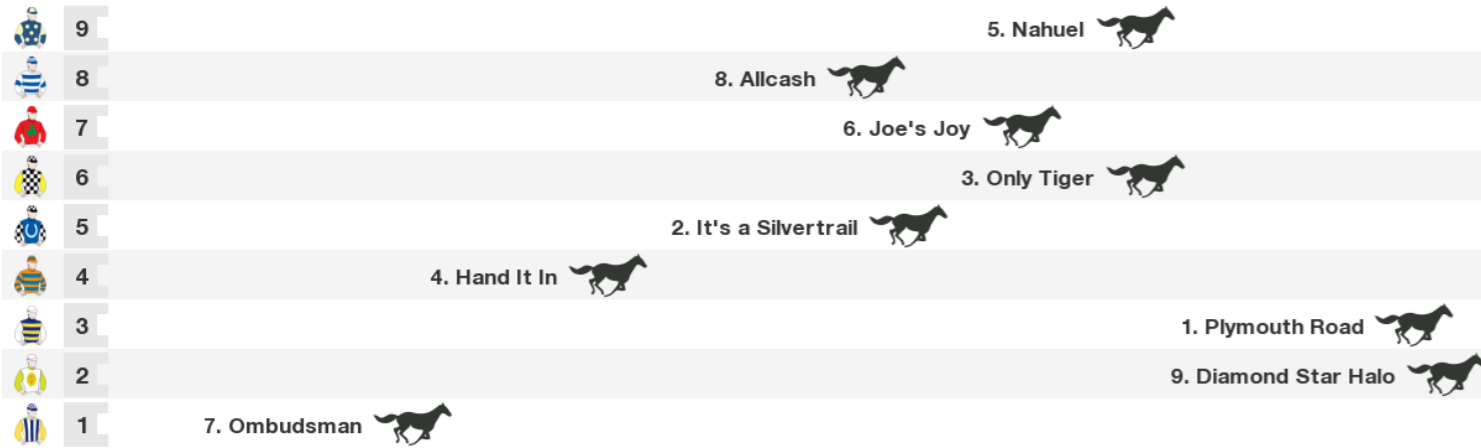 9 5. Nahuel
8 8. Allcash
7 6. Joe's Joy
6 3. Only Tiger
5 2. It's a Silvertrail
4 4. Hand It In
3 1. Plymouth Road
2 9. Diamond Star Halo
1 7. Ombudsman